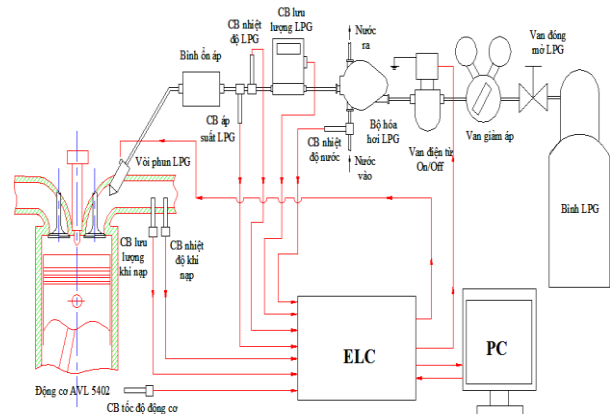 CB nhiệt
độ LPG
CB lưu
lượng LPG
Nước
ra
Van đóng
mở LPG
Bình ổn áp
CB áp
suất LPG
Vòi phun LPG
CB nhiệt
độ nước
Nước
vào
Bộ hóa
hơi LPG
Van điện từ
On/Off
Van giảm áp
Bình LPG
CB lưu
lượng
khí nạp
CB nhiệt
độ khí
nạp
ELC
PC
Động cơ AVL 5402
CB tốc độ động cơ